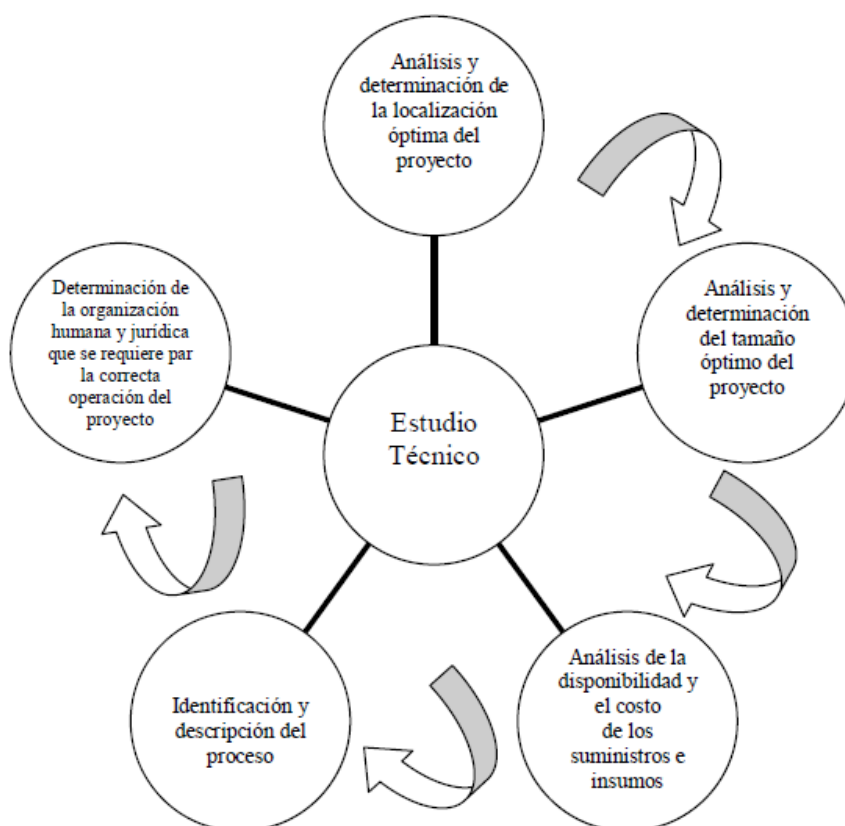 Análisis y
determinación de
la localización
óptima del
proyecto
Análisis y
determinación
del tamaño
óptimo del
proyecto
Análisis de la
disponibilidad y
el costo
de los
suministros e
insumos
Identificación y
descripción del
proceso
Determinación de
la organización
humana y jurídica
que se requiere par
la correcta
operación del
proyecto
Estudio
Técnico